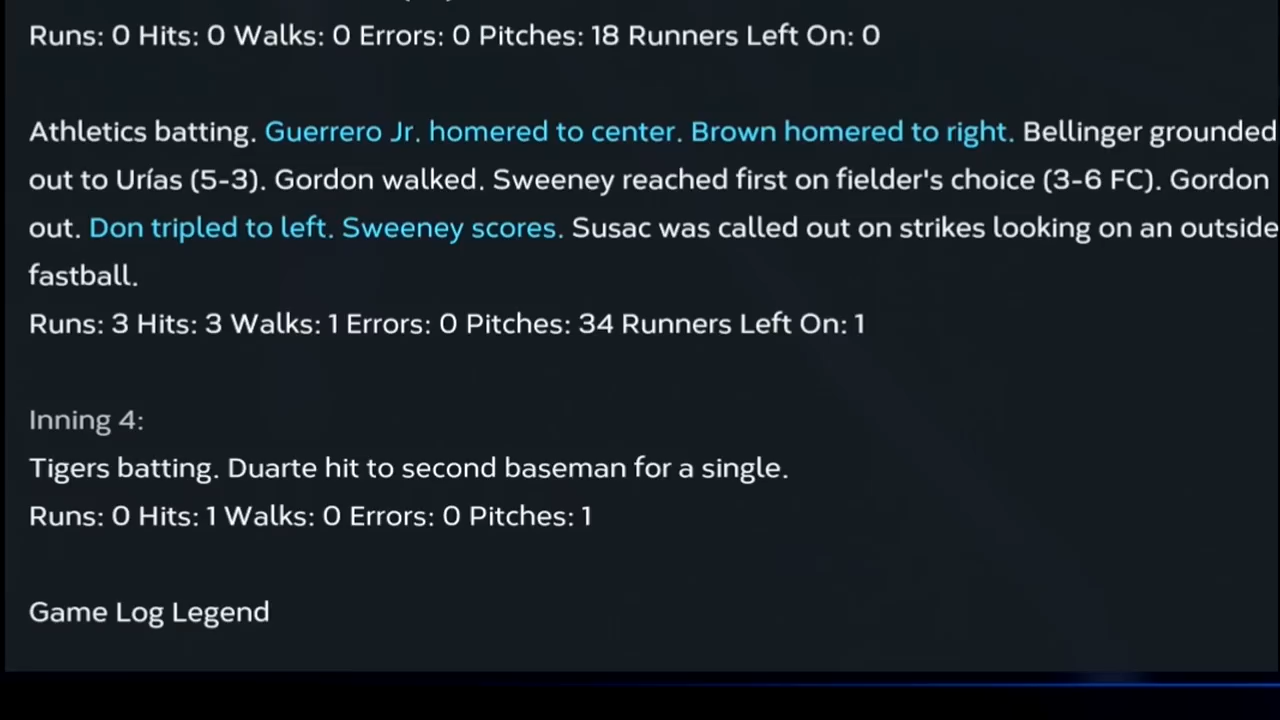 Runs: 0 Hits: 0 Walks: 0 Errors: 0 Pitches: 18 Runners Left On: 0
Athletics batting. Guerrero Jr. homered to center. Brown homered to right. Bellinger grounded
out to Urías (5-3). Gordon walked. Sweeney reached first on fielder's choice (3-6 FC). Gordon
out. Don tripled to left. Sweeney scores. Susac was called out on strikes looking on an outside
fastball.
Runs: 3 Hits: 3 Walks: 1 Errors: 0 Pitches: 34 Runners Left On: 1
Inning 4:
Tigers batting. Duarte hit to second baseman for a single.
Runs: 0 Hits: 1 Walks: 0 Errors: 0 Pitches: 1
Game Log Legend